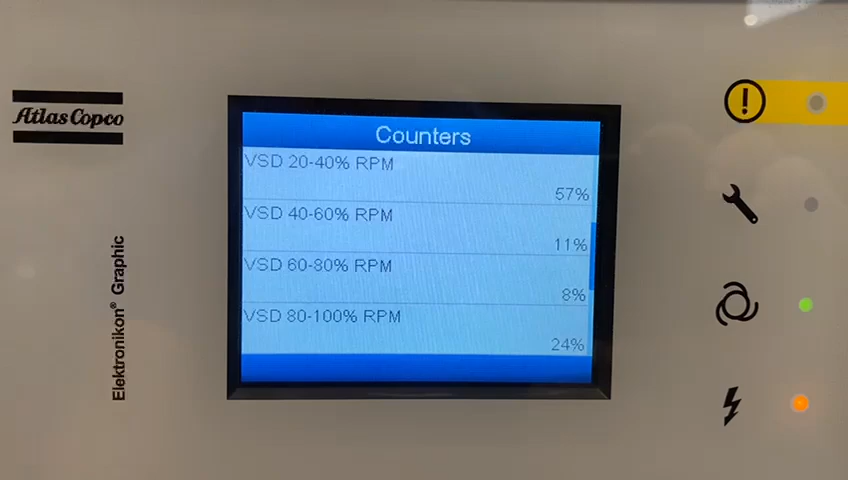 Atlas Copco
Elektronikon® Graphic
Counters
VSD 20-40% RPM
57%
VSD 40-60% RPM
11%
VSD 60-80% RPM
8%
VSD 80-100% RPM
24%